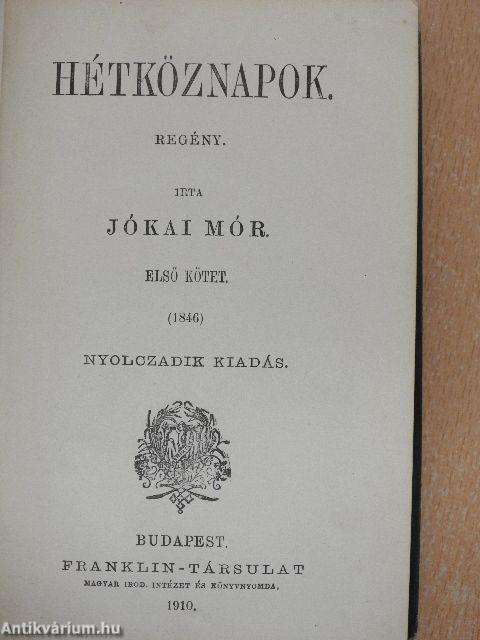 HÉTKÖZNAPOK.
REGÉNY.
IRTA
JÓKAI MÓR.
ELSŐ KÖTET.
(1846)
NYOLCZADIK KIADÁS.
BUDAPEST.
FRANKLIN-TÁRSULAT
MAGYAR IROD. INTÉZET ÉS KÖNYVNYOMDA.
1910.
Antikvárium.hu